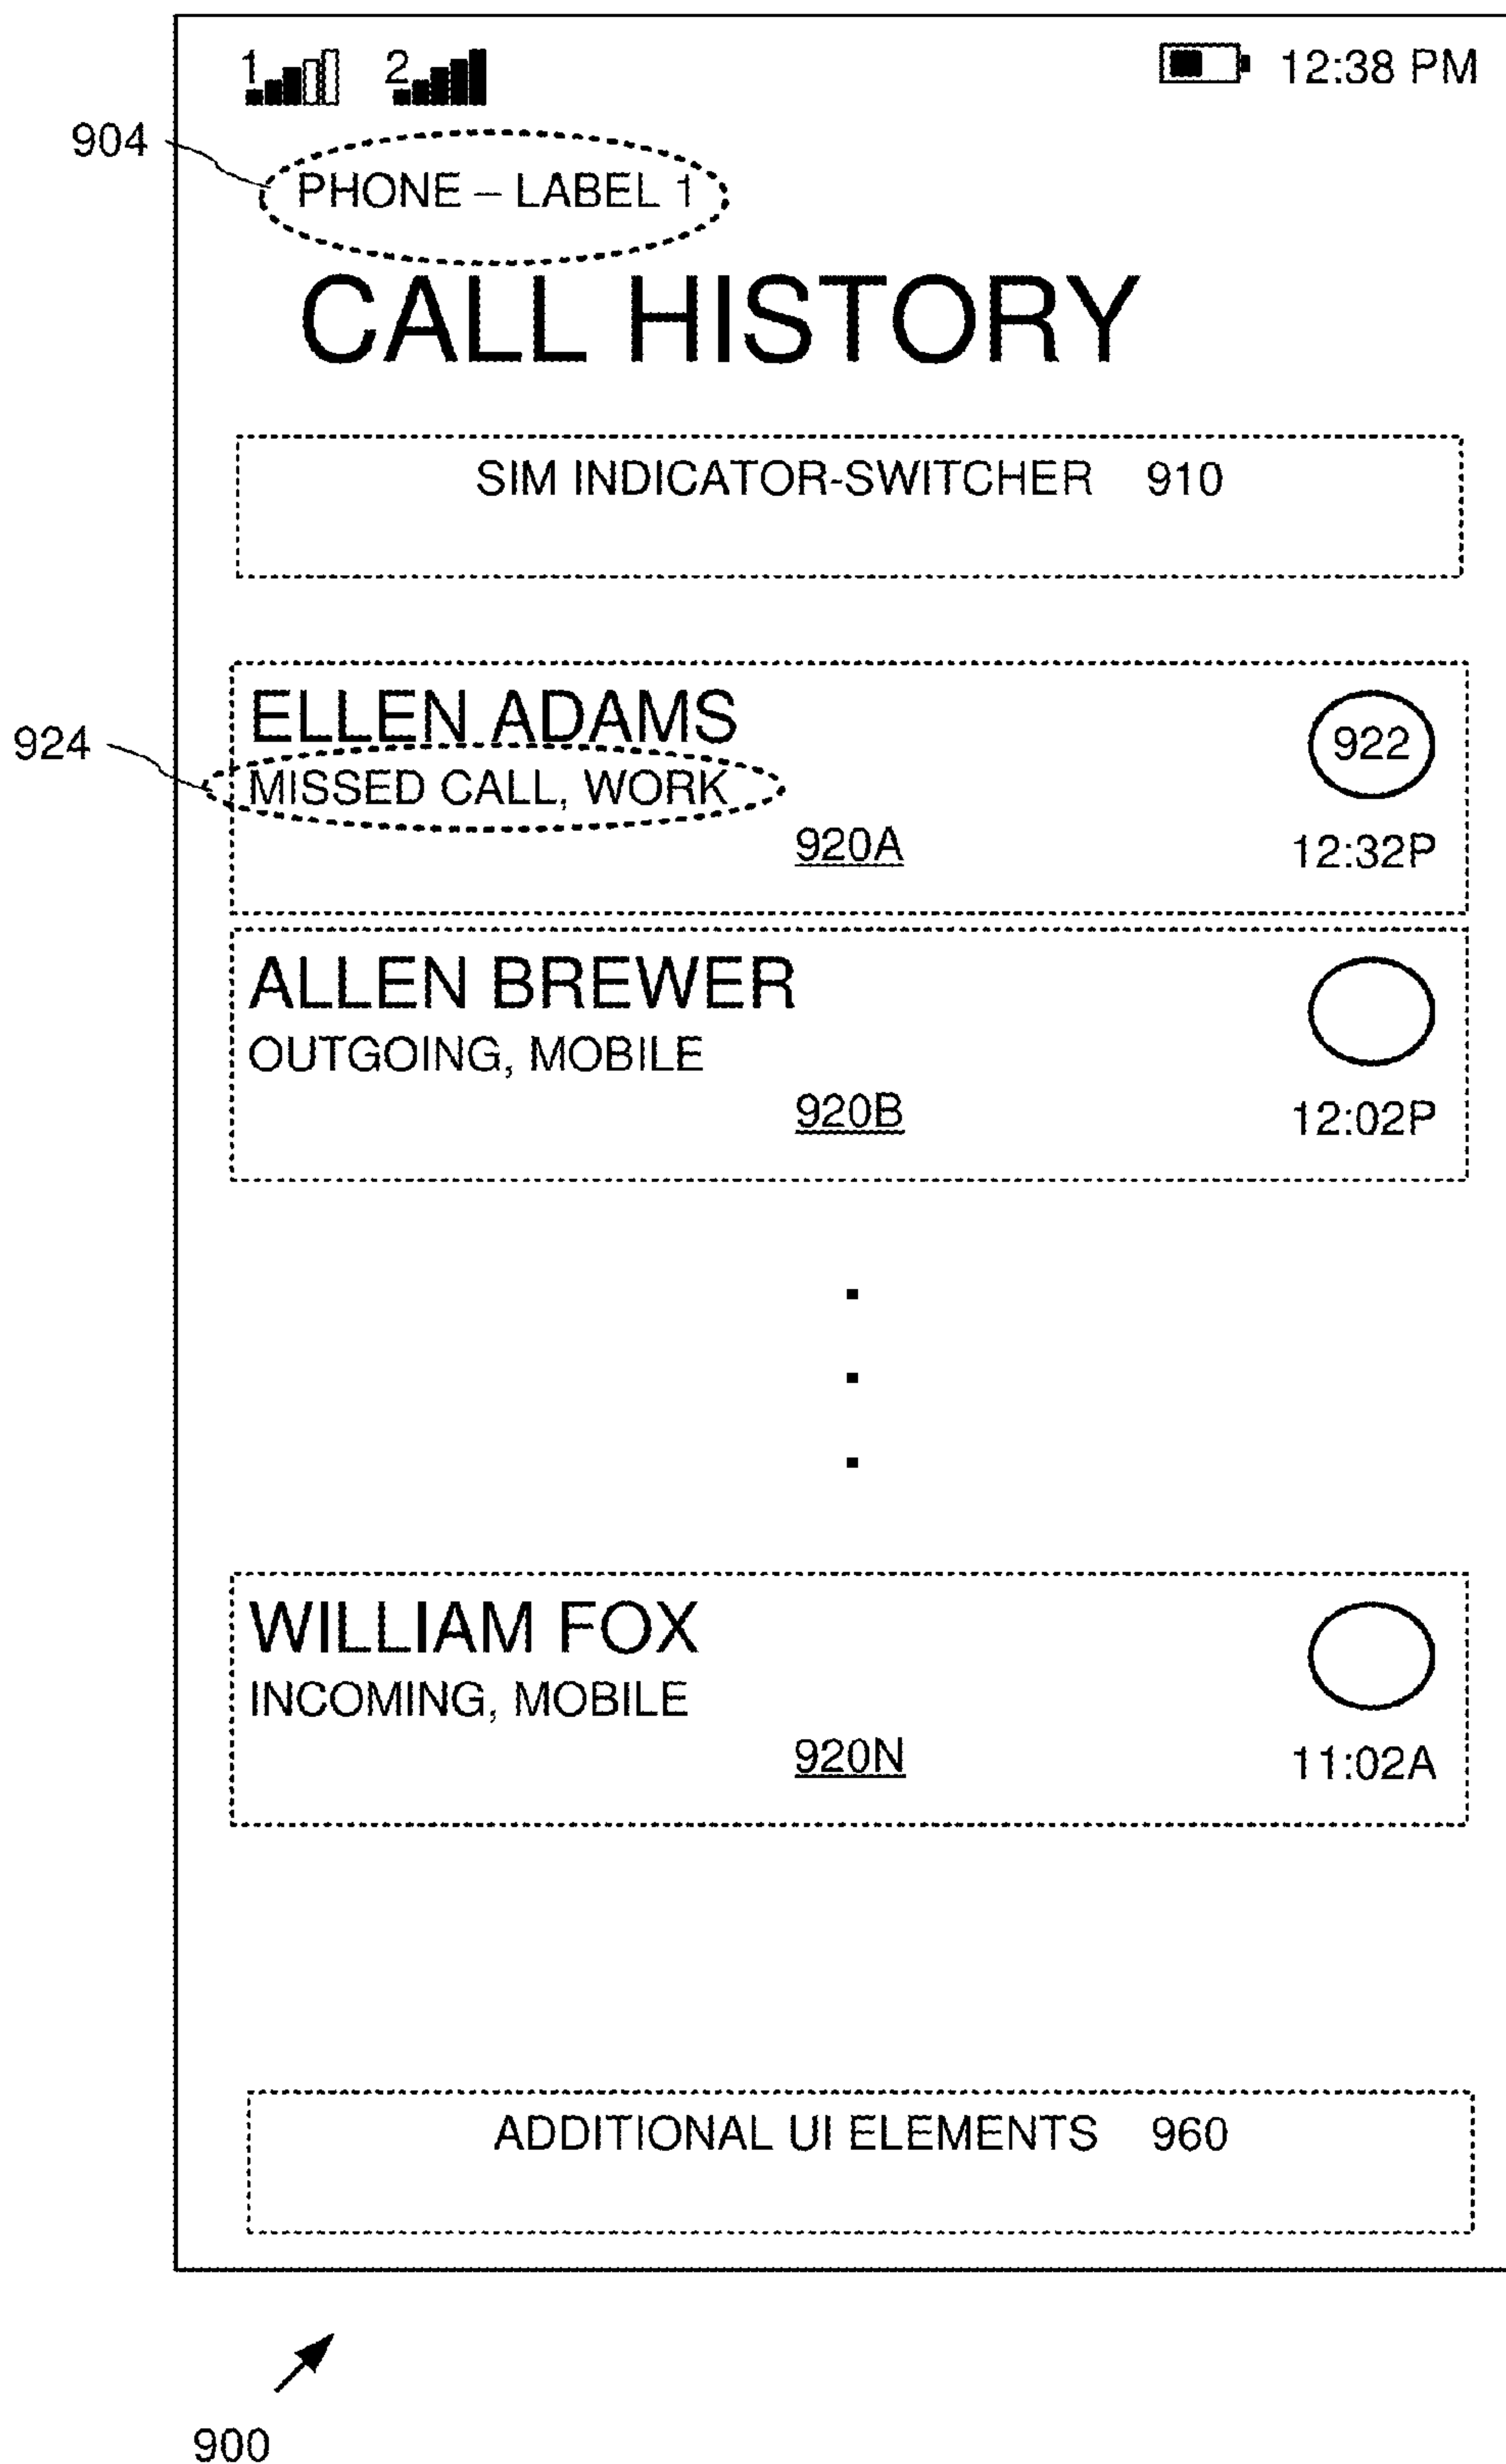 1 2 12:38 PM
904
PHONE – LABEL 1
CALL HISTORY
SIM INDICATOR-SWITCHER 910
ELLEN ADAMS
922
924
MISSED CALL, WORK
920A
12:32P
ALLEN BREWER
OUTGOING, MOBILE
920B
12:02P
WILLIAM FOX
INCOMING, MOBILE
920N
11:02A
ADDITIONAL UI ELEMENTS 960
900